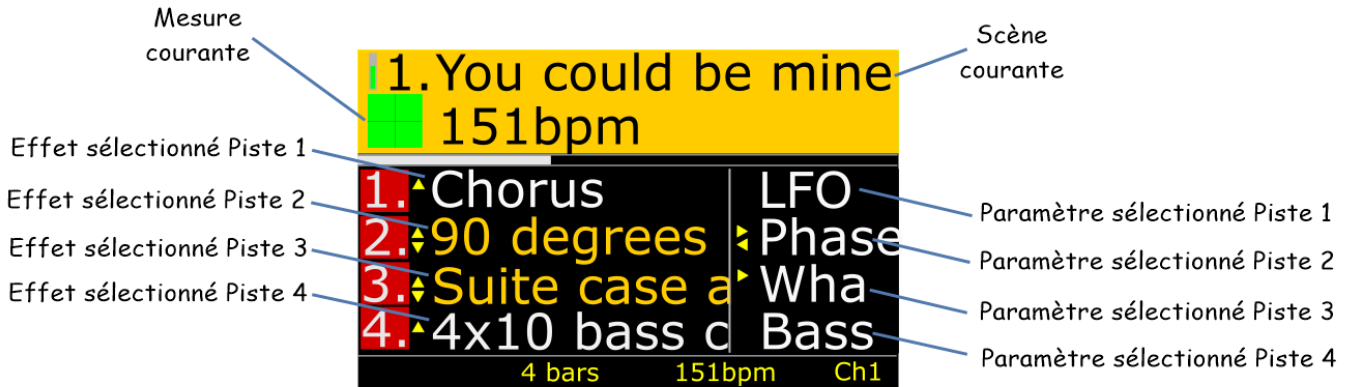 Mesure
courante
Scène
courante
1.You could be mine
151bpm
Effet sélectionné Piste 1
Effet sélectionné Piste 2
Effet sélectionné Piste 3
Effet sélectionné Piste 4
1. Chorus LFO
2. 90 degrees Phase
3. Suite case a Wha
4. 4x10 bass c Bass
4 bars 151bpm Ch1
Paramètre sélectionné Piste 1
Paramètre sélectionné Piste 2
Paramètre sélectionné Piste 3
Paramètre sélectionné Piste 4